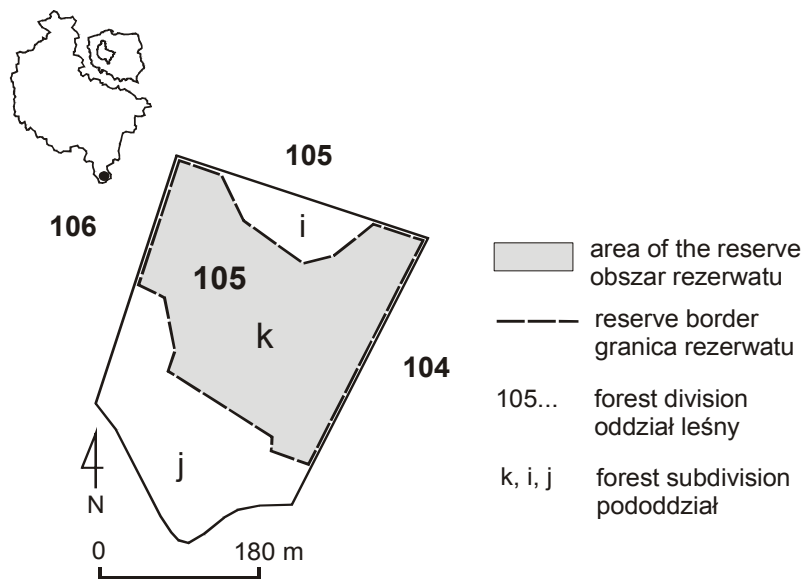 105
106
i
105
k
104
j
N
0 180 m
area of the reserve
obszar rezerwatu
reserve border
granica rezerwatu
105... forest division
oddział leśny
k, i, j forest subdivision
pododdział